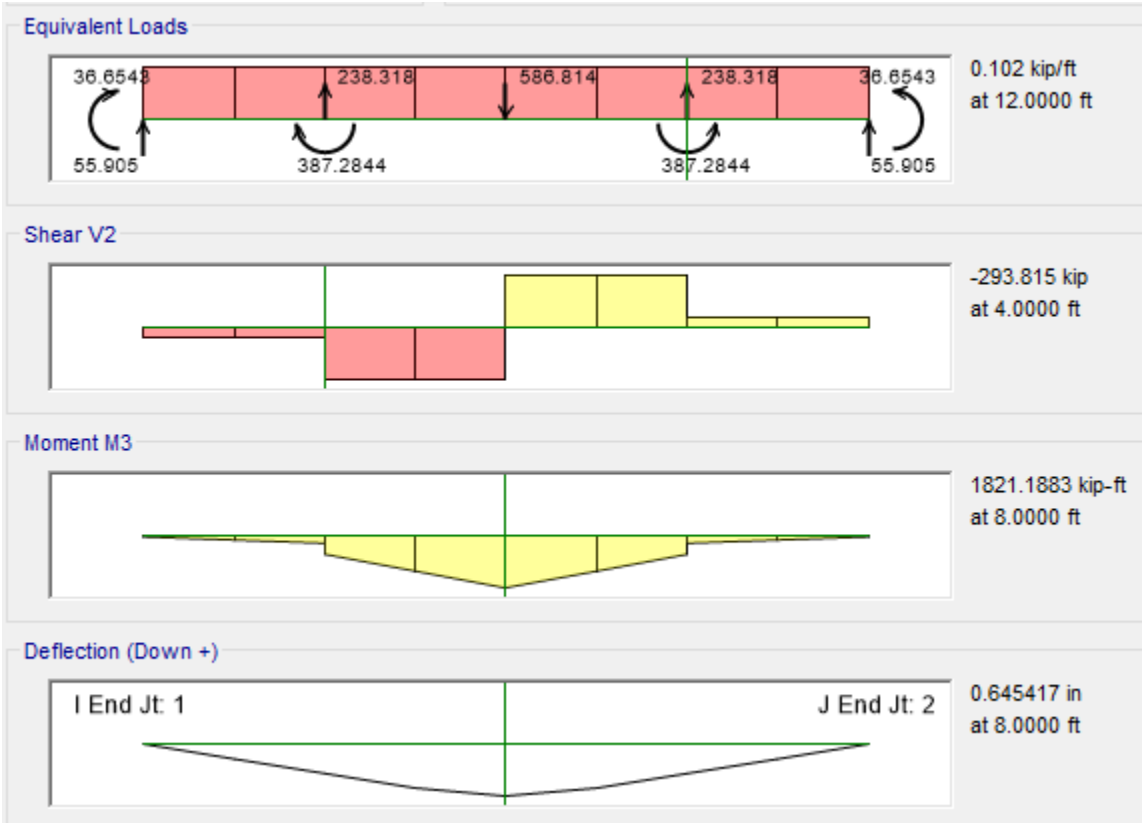 Equivalent Loads
36.6543 238.318 586.814 238.318 36.6543
55.905 387.2844 387.2844 55.905
0.102 kip/ft
at 12.0000 ft
Shear V2
-293.815 kip
at 4.0000 ft
Moment M3
1821.1883 kip-ft
at 8.0000 ft
Deflection (Down +)
I End Jt: 1 J End Jt: 2
0.645417 in
at 8.0000 ft